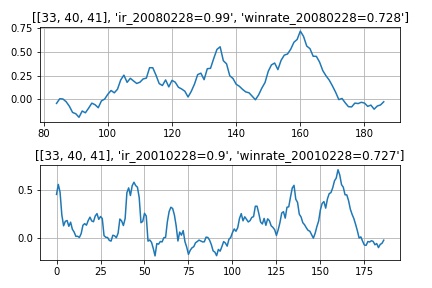 [[33, 40, 41], 'ir_20080228=0.99', 'winrate_20080228=0.728']
0.75
0.50
0.25
0.00
80 100 120 140 160 180
[[33, 40, 41], 'ir_20010228=0.9', 'winrate_20010228=0.727']
0.5
0.0
0 25 50 75 100 125 150 175